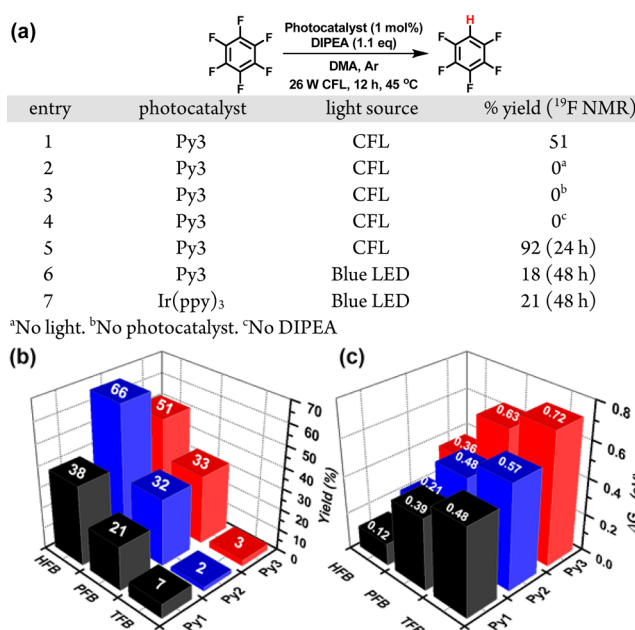 (a)
F
F
F
F
F
F
Photocatalyst (1 mol%)
DIPEA (1.1 eq)
DMA, Ar
26 W CFL, 12 h, 45 °C
H
F
F
F
F
F
entry photocatalyst light source % yield (¹⁹F NMR)
1 Py3 CFL 51
2 Py3 CFL 0ᵃ
3 Py3 CFL 0ᵇ
4 Py3 CFL 0ᶜ
5 Py3 CFL 92 (24 h)
6 Py3 Blue LED 18 (48 h)
7 Ir(ppy)₃ Blue LED 21 (48 h)
ᵃNo light. ᵇNo photocatalyst. ᶜNo DIPEA
(b)
66
51
38
33
32
21
3
2
7
70
60
50
40
30
20
10
0
Yield (%)
HFB
PFB
TFB
Py1
Py2
Py3
(c)
0.72
0.63
0.36
0.57
0.48
0.21
0.48
0.39
0.12
0.8
0.6
0.4
0.2
0.0
HFB
PFB
TFB
Py1
Py2
Py3